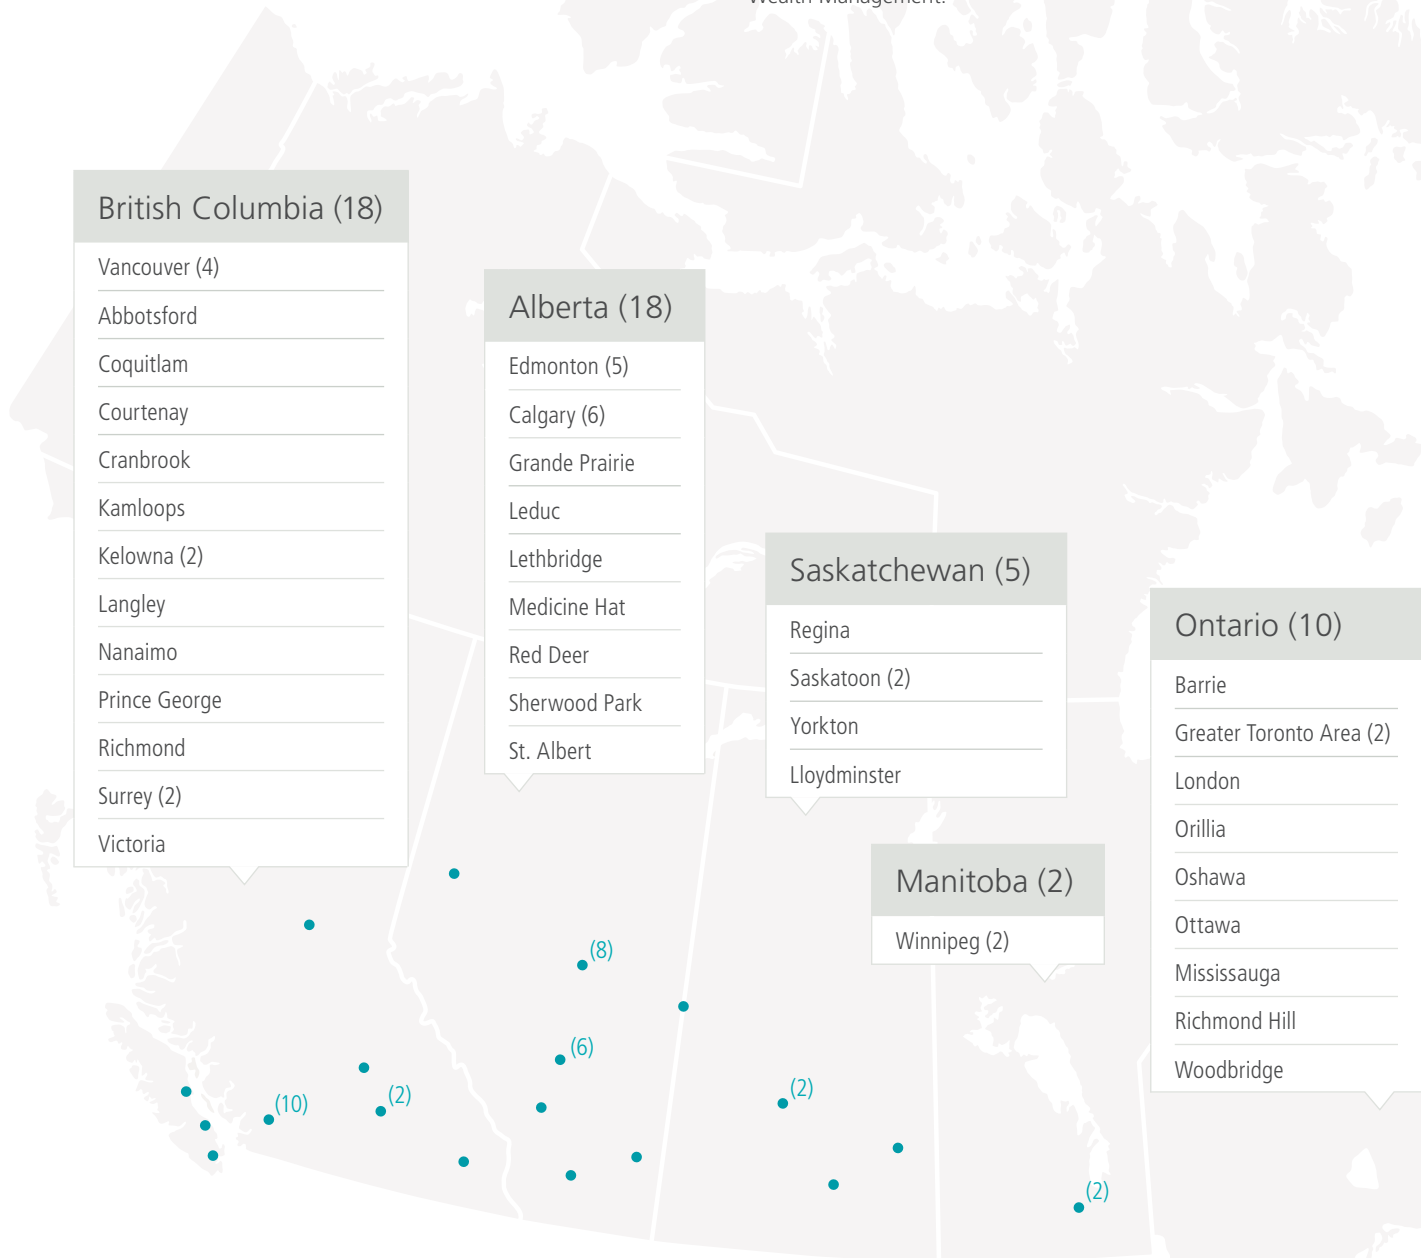 Wealth Management.
British Columbia (18)
Vancouver (4)
Abbotsford
Coquitlam
Courtenay
Cranbrook
Kamloops
Kelowna (2)
Langley
Nanaimo
Prince George
Richmond
Surrey (2)
Victoria
Alberta (18)
Edmonton (5)
Calgary (6)
Grande Prairie
Leduc
Lethbridge
Medicine Hat
Red Deer
Sherwood Park
St. Albert
Saskatchewan (5)
Regina
Saskatoon (2)
Yorkton
Lloydminster
Manitoba (2)
Winnipeg (2)
Ontario (10)
Barrie
Greater Toronto Area (2)
London
Orillia
Oshawa
Ottawa
Mississauga
Richmond Hill
Woodbridge
(8)
(6)
(2)
(10)
(2)
(2)